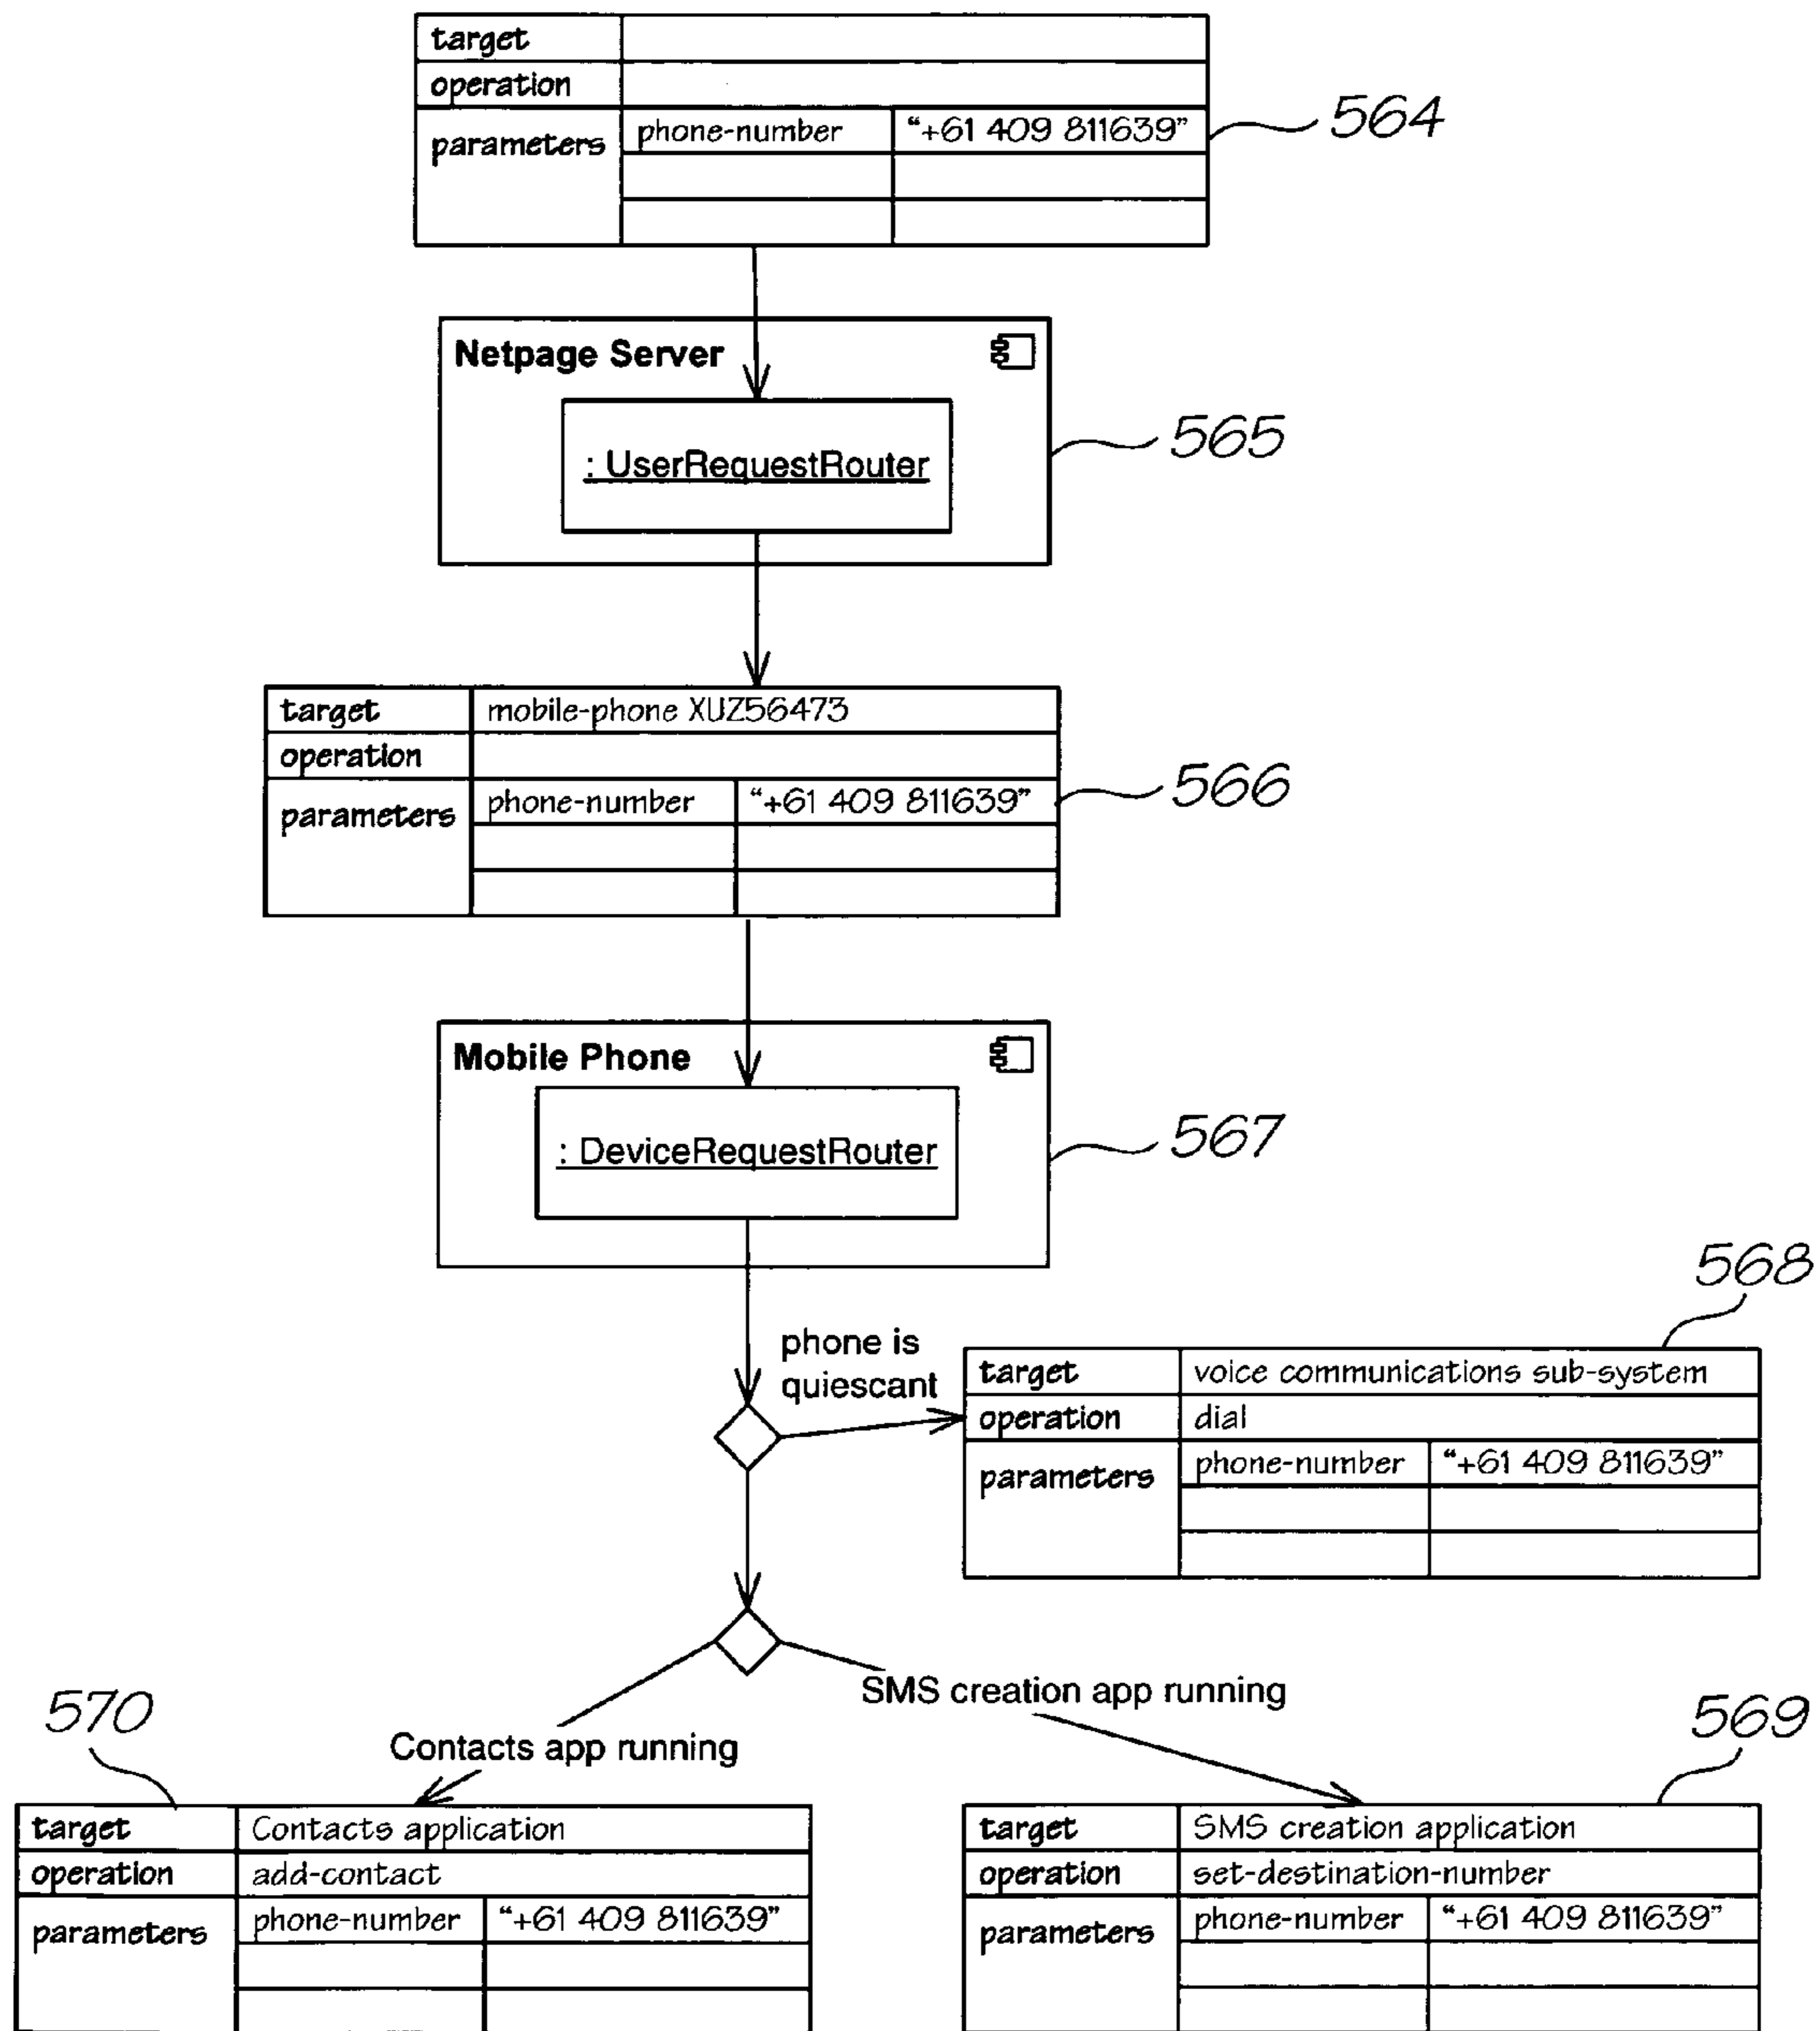 target
operation
parameters phone-number "+61 409 811639"
564
Netpage Server
: UserRequestRouter
565
target mobile-phone XUZ56473
operation
parameters phone-number "+61 409 811639"
566
Mobile Phone
: DeviceRequestRouter
567
phone is
quiescant
568
target voice communications sub-system
operation dial
parameters phone-number "+61 409 811639"
SMS creation app running
Contacts app running
570
target Contacts application
operation add-contact
parameters phone-number "+61 409 811639"
569
target SMS creation application
operation set-destination-number
parameters phone-number "+61 409 811639"